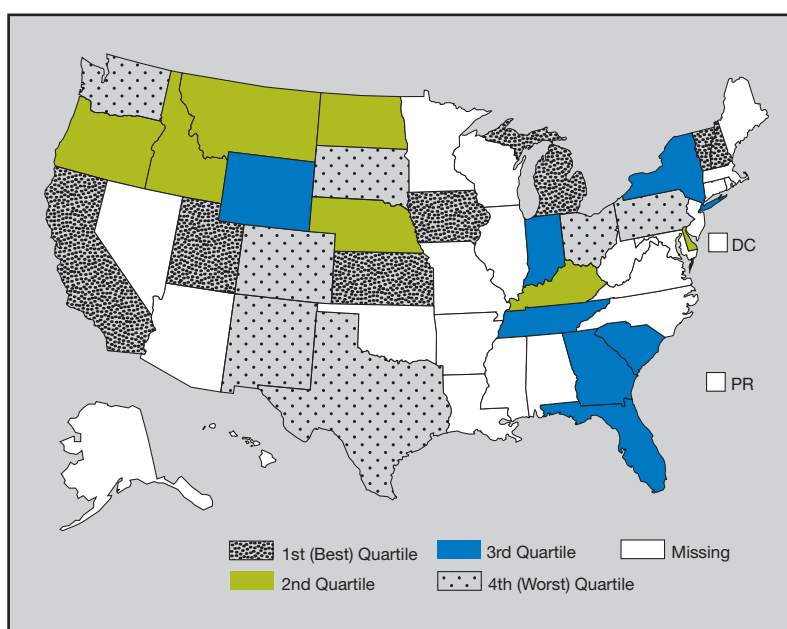 DC
PR
1st (Best) Quartile
3rd Quartile
Missing
2nd Quartile
4th (Worst) Quartile